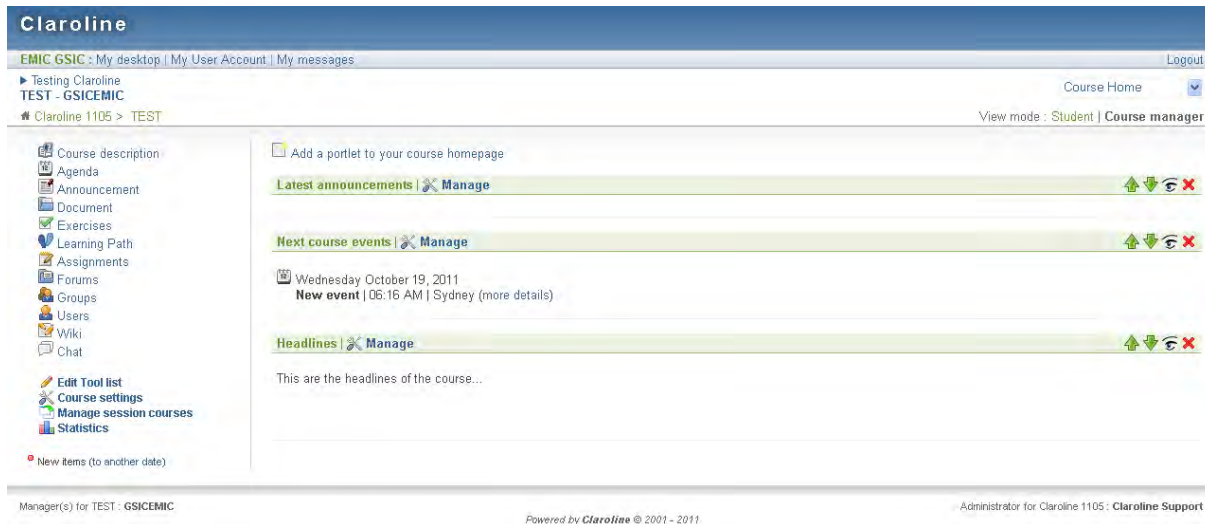 Claroline
EMIC GSIC : My desktop | My User Account | My messages
Logout
Testing Claroline
TEST - GSICEMIC
Course Home
Claroline 1105 > TEST
View mode : Student | Course manager
Course description
Agenda
Announcement
Document
Exercises
Learning Path
Assignments
Forums
Groups
Users
Wiki
Chat
Edit Tool list
Course settings
Manage session courses
Statistics
New items (to another date)
Add a portlet to your course homepage
Latest announcements | Manage
Next course events | Manage
Wednesday October 19, 2011
New event | 06:16 AM | Sydney (more details)
Headlines | Manage
This are the headlines of the course...
Manager(s) for TEST : GSICEMIC
Powered by Claroline © 2001 - 2011
Administrator for Claroline 1105 : Claroline Support